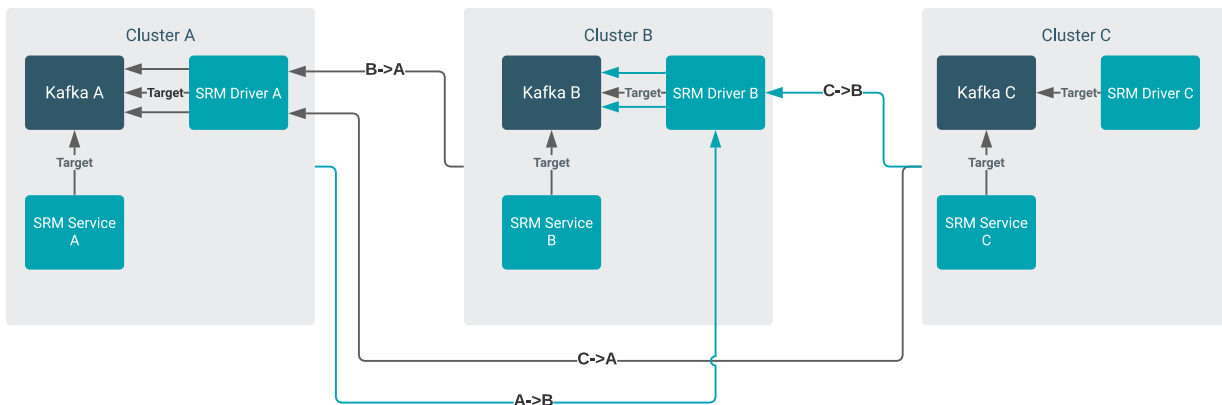 Cluster A
Kafka A
Target
SRM Driver A
Target
SRM Service
A
B->A
Cluster B
Kafka B
Target
SRM Driver B
Target
SRM Service
B
C->B
Cluster C
Kafka C
Target
SRM Driver C
Target
SRM Service
C
C->A
A->B